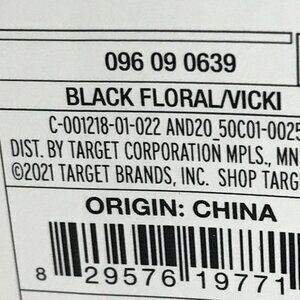 096 09 0639
BLACK FLORAL/VICKI
C-001218-01-022 AND20_50C01-0025
DIST. BY TARGET CORPORATION MPLS., MN
©2021 TARGET BRANDS, INC. SHOP TARG
ORIGIN: CHINA
8 29576 19771